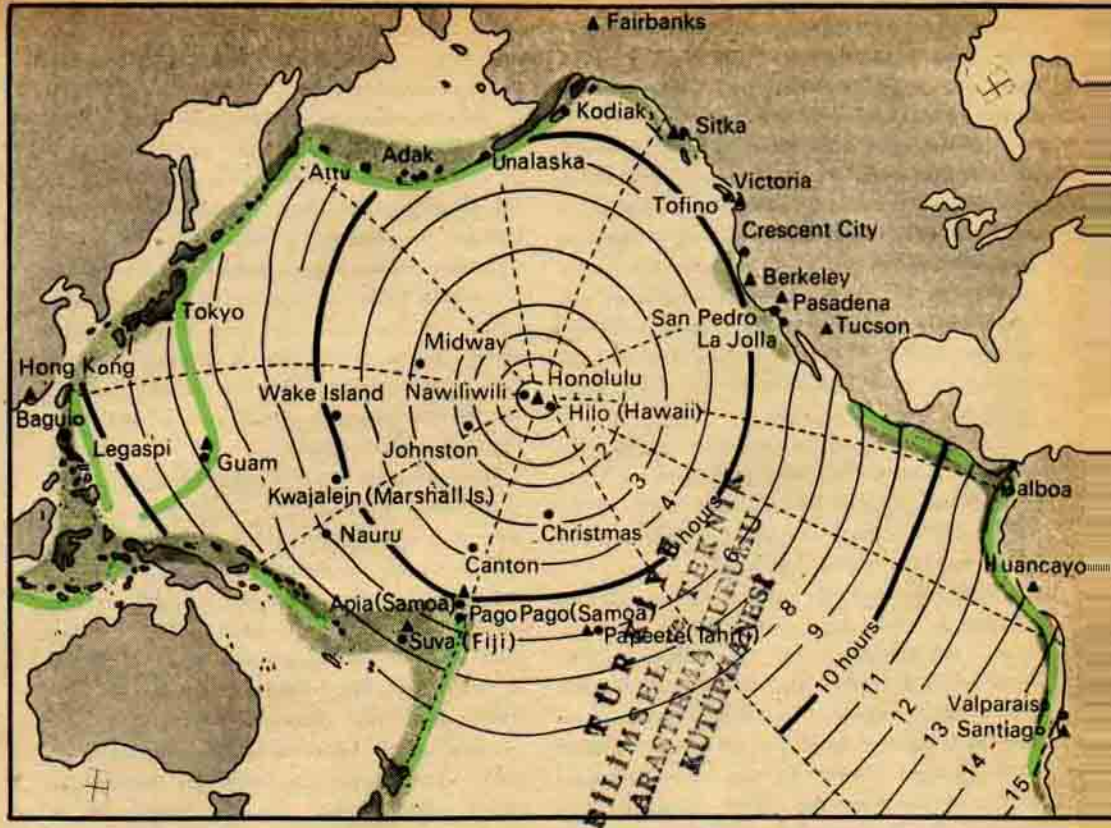 Fairbanks
Kodiak
Sitka
Attu
Adak
Unalaska
Victoria
Tofino
Crescent City
Berkeley
Pasadena
Tucson
San Pedro
La Jolla
Tokyo
Midway
Hong Kong
Honolulu
Wake Island
Nawiliwili
Hilo (Hawaii)
Baguio
Johnston
Legaspi
Guam
2
3
4
Kwajalein (Marshall Is.)
Balboa
Nauru
Christmas
hours
6
Canton
8
9
10 hours
11
12
13
14
15
Huancayo
Apia (Samoa)
Pago Pago (Samoa)
Suva (Fiji)
Papeete (Tahiti)
Valparaiso
Santiago
TÜRKİYE
BİLİMSEL TEKNİK
ARAŞTIRMA KURUMU
KÜTÜPHANESİ